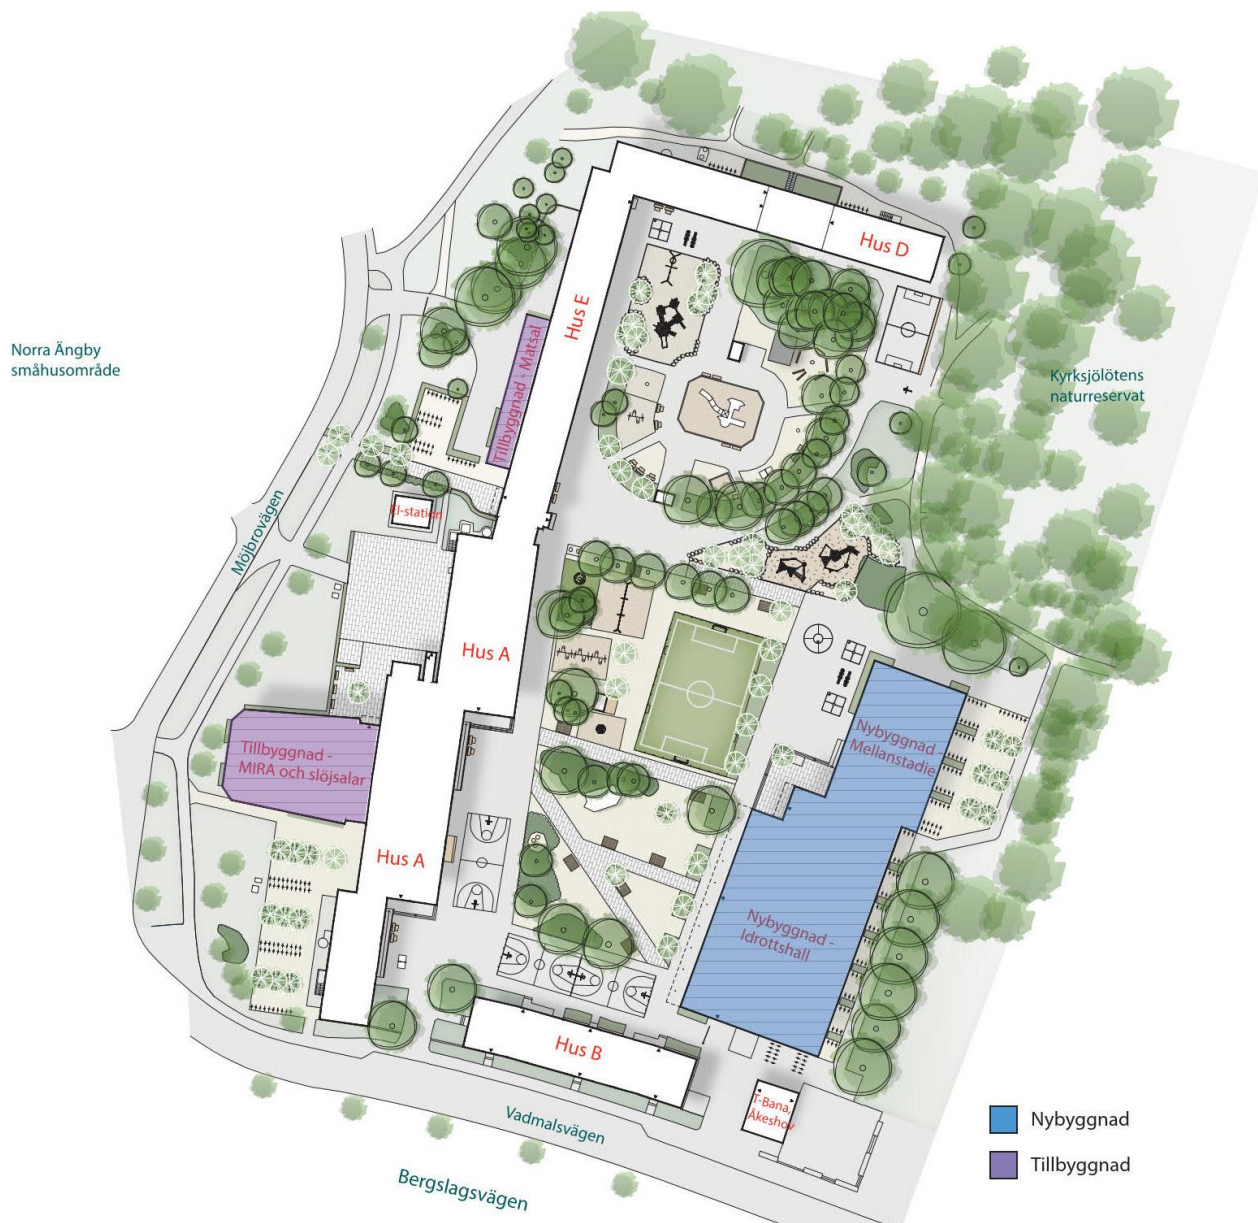 Hus D
Hus E
Tillbyggnad - Matsal
Norra Ängby
småhusområde
Kyrksjölötens
naturreservat
El-station
Möjbrovägen
Hus A
Tillbyggnad -
MIRA och slöjsalar
Nybyggnad -
Mellanstadie
Hus A
Nybyggnad -
Idrottshall
Hus B
T-Bana,
Åkeshov
Vadmalsvägen
Bergslagsvägen
Nybyggnad
Tillbyggnad